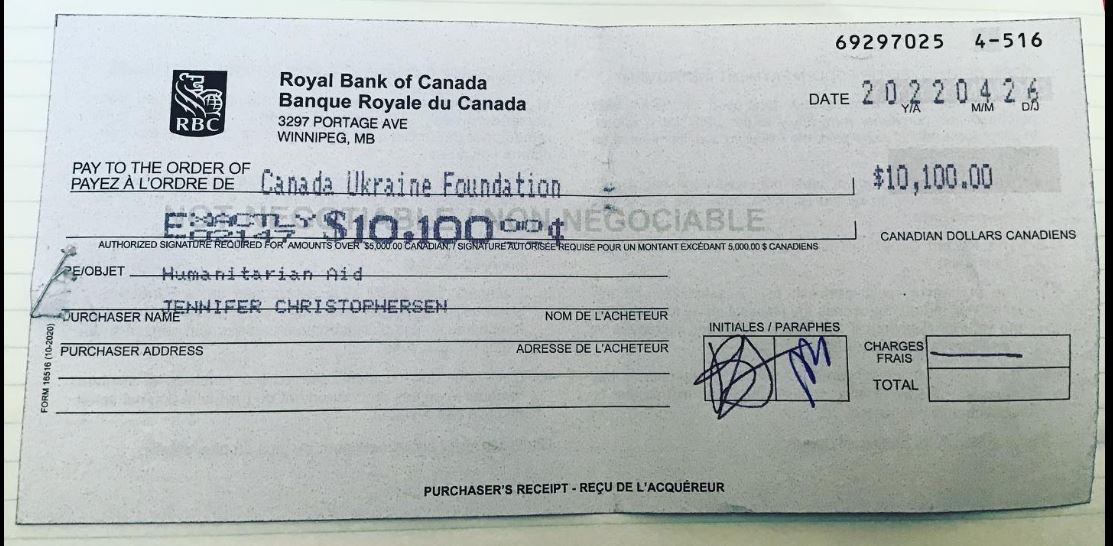 69297025 4-516
RBC
Royal Bank of Canada
Banque Royale du Canada
3297 PORTAGE AVE
WINNIPEG, MB
DATE 20220426
Y/A M/M D/J
PAY TO THE ORDER OF
PAYEZ À L'ORDRE DE Canada Ukraine Foundation $10,100.00
NOT NEGOTIABLE / NON NÉGOCIABLE
EXACTLY $10,100 00¢
CANADIAN DOLLARS CANADIENS
AUTHORIZED SIGNATURE REQUIRED FOR AMOUNTS OVER $5,000.00 CANADIAN. / SIGNATURE AUTORISÉE REQUISE POUR UN MONTANT EXCÉDANT 5,000.00 $ CANADIENS
RE/OBJET Humanitarian Aid
JENNIFER CHRISTOPHERSEN
PURCHASER NAME NOM DE L'ACHETEUR
PURCHASER ADDRESS ADRESSE DE L'ACHETEUR
INITIALES / PARAPHES
CHARGES
FRAIS
TOTAL
FORM 16516 (10-2020)
PURCHASER'S RECEIPT - REÇU DE L'ACQUÉREUR